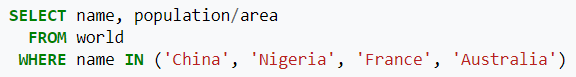 SELECT name, population/area
FROM world
WHERE name IN ('China', 'Nigeria', 'France', 'Australia')